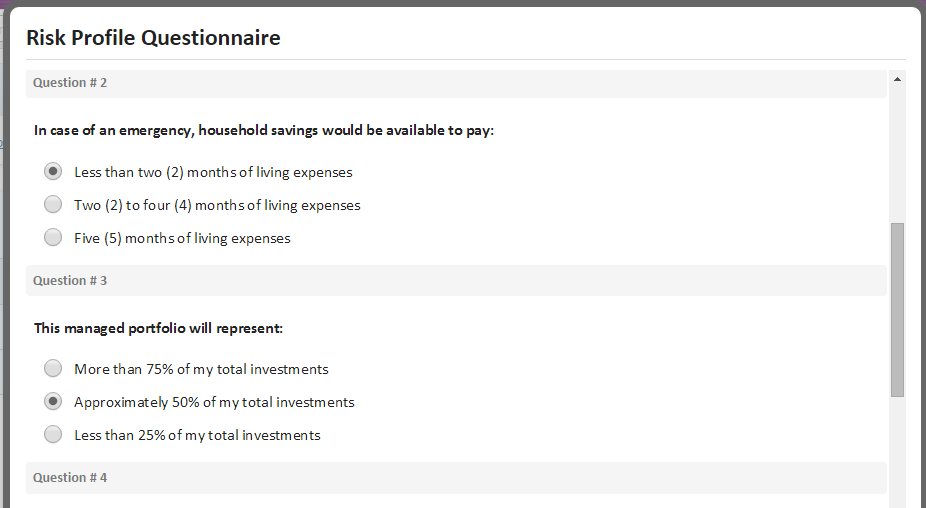 Risk Profile Questionnaire
Question # 2
In case of an emergency, household savings would be available to pay:
Less than two (2) months of living expenses
Two (2) to four (4) months of living expenses
Five (5) months of living expenses
Question # 3
This managed portfolio will represent:
More than 75% of my total investments
Approximately 50% of my total investments
Less than 25% of my total investments
Question # 4